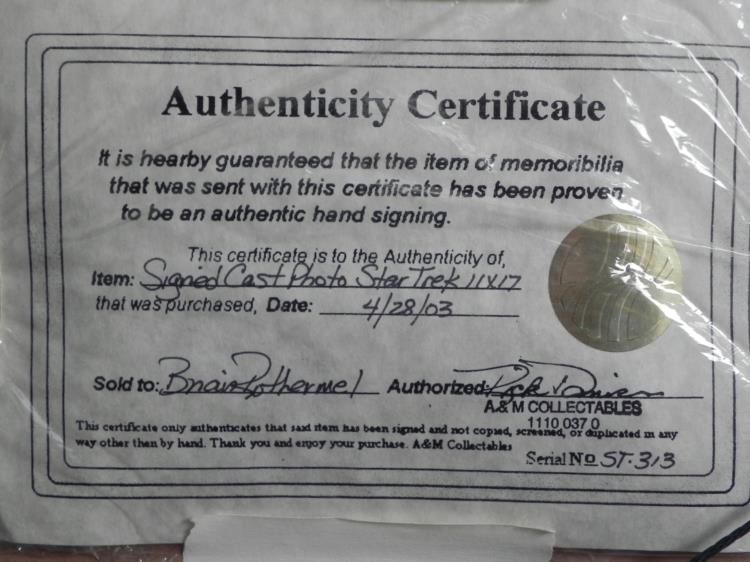 Authenticity Certificate
It is hearby guaranteed that the item of memoribilia
that was sent with this certificate has been proven
to be an authentic hand signing.
This certificate is to the Authenticity of,
Item: Signed Cast Photo Star Trek 11X17
that was purchased, Date: 4/28/03
Sold to: Brian Rothermel Authorized:
A&M COLLECTABLES
1110 037 0
This certificate only authenticates that said item has been signed and not copied, screened, or duplicated in any
way other then by hand. Thank you and enjoy your purchase. A&M Collectables
Serial No ST-313